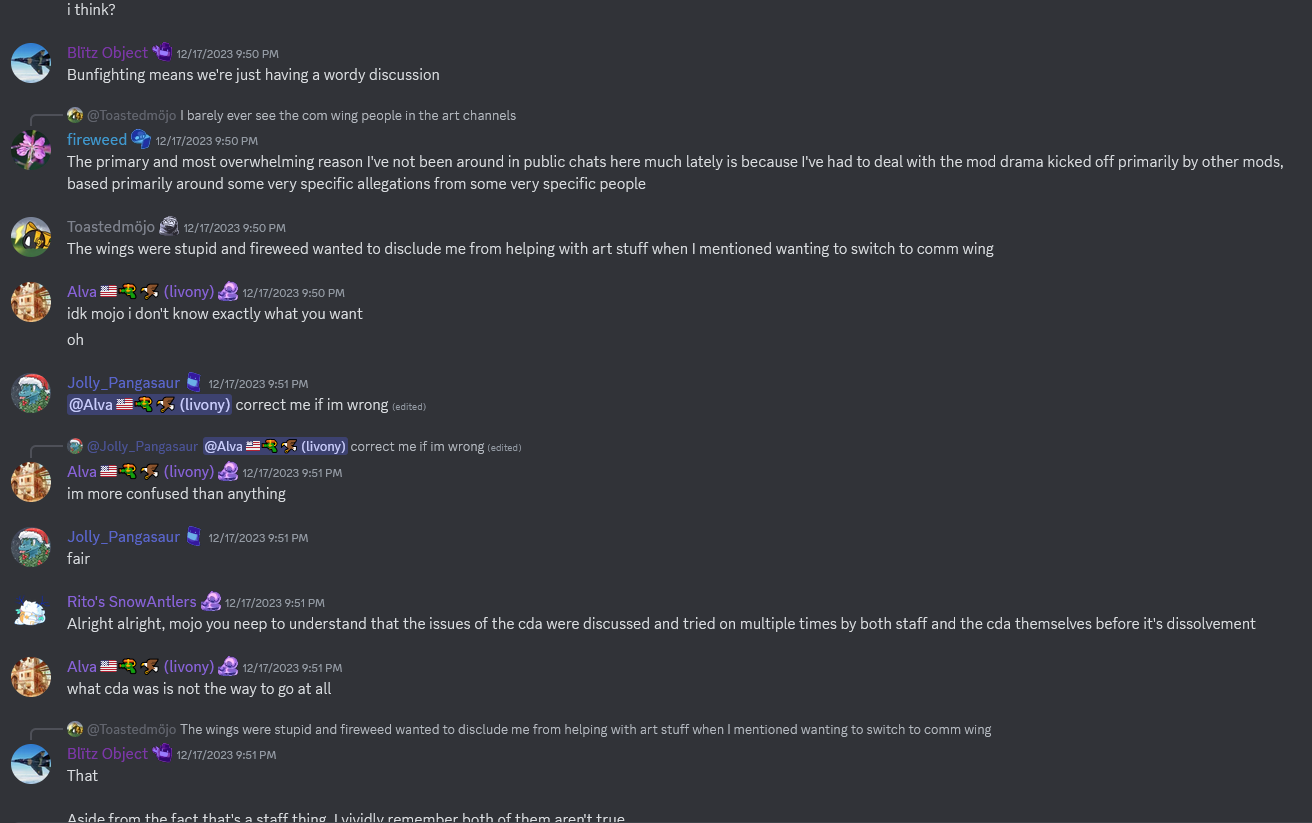 i think?
Blïtz Object 12/17/2023 9:50 PM
Bunfighting means we're just having a wordy discussion
@Toastedmöjo I barely ever see the com wing people in the art channels
fireweed 12/17/2023 9:50 PM
The primary and most overwhelming reason I've not been around in public chats here much lately is because I've had to deal with the mod drama kicked off primarily by other mods,
based primarily around some very specific allegations from some very specific people
Toastedmöjo 12/17/2023 9:50 PM
The wings were stupid and fireweed wanted to disclude me from helping with art stuff when I mentioned wanting to switch to comm wing
Alva (livony) 12/17/2023 9:50 PM
idk mojo i don't know exactly what you want
oh
Jolly_Pangasaur 12/17/2023 9:51 PM
@Alva (livony) correct me if im wrong (edited)
@Jolly_Pangasaur @Alva (livony) correct me if im wrong (edited)
Alva (livony) 12/17/2023 9:51 PM
im more confused than anything
Jolly_Pangasaur 12/17/2023 9:51 PM
fair
Rito's SnowAntlers 12/17/2023 9:51 PM
Alright alright, mojo you neep to understand that the issues of the cda were discussed and tried on multiple times by both staff and the cda themselves before it's dissolvement
Alva (livony) 12/17/2023 9:51 PM
what cda was is not the way to go at all
@Toastedmöjo The wings were stupid and fireweed wanted to disclude me from helping with art stuff when I mentioned wanting to switch to comm wing
Blïtz Object 12/17/2023 9:51 PM
That
Aside from the fact that's a staff thing, I vividly remember both of them aren't true